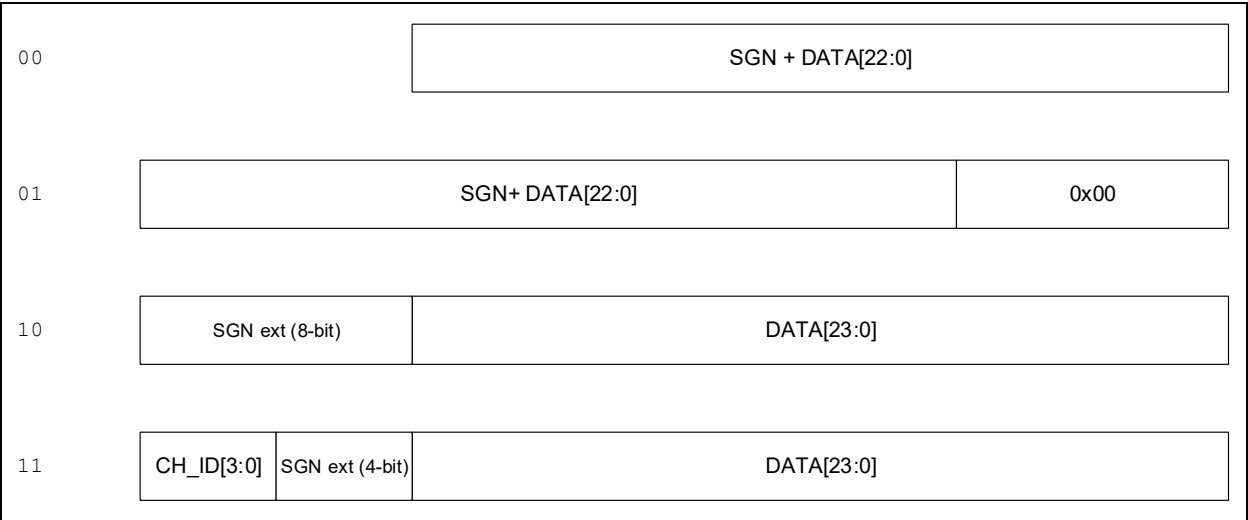 00 SGN + DATA[22:0]
01 SGN+ DATA[22:0] 0x00
10 SGN ext (8-bit) DATA[23:0]
11 CH_ID[3:0] SGN ext (4-bit) DATA[23:0]